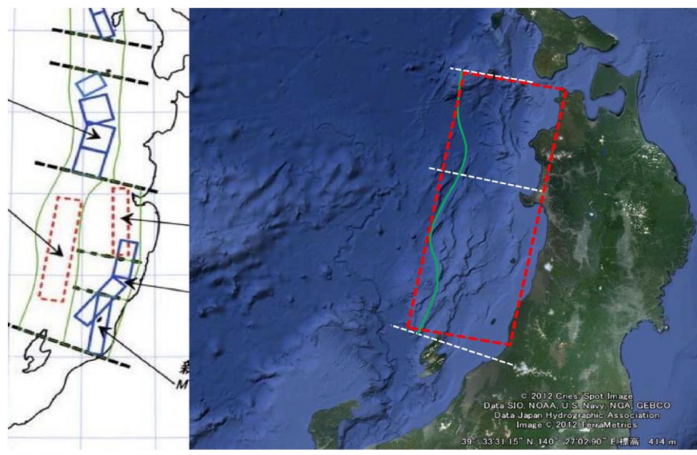 M
© 2012 Cnes/Spot Image
Data SIO, NOAA, U.S. Navy, NGA, GEBCO
Data Japan Hydrographic Association
Image © 2012 TerraMetrics
39°33'31.15" N 140°27'02.90" E 標高 414 m